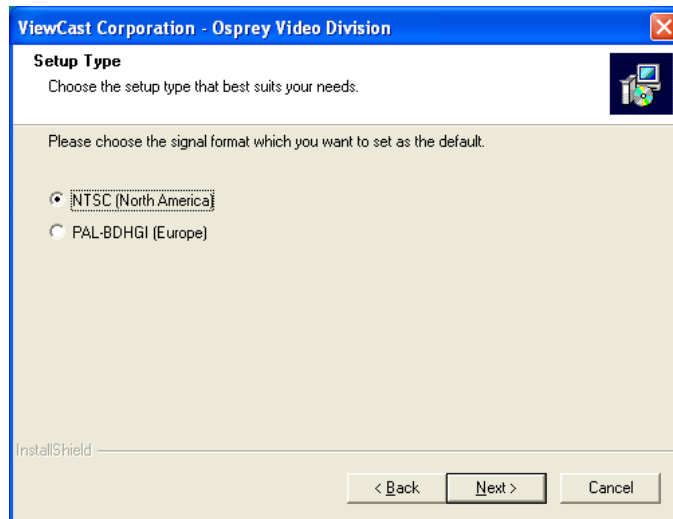 ViewCast Corporation - Osprey Video Division
Setup Type
Choose the setup type that best suits your needs.
Please choose the signal format which you want to set as the default.
NTSC (North America)
PAL-BDHGI (Europe)
InstallShield
< Back Next > Cancel